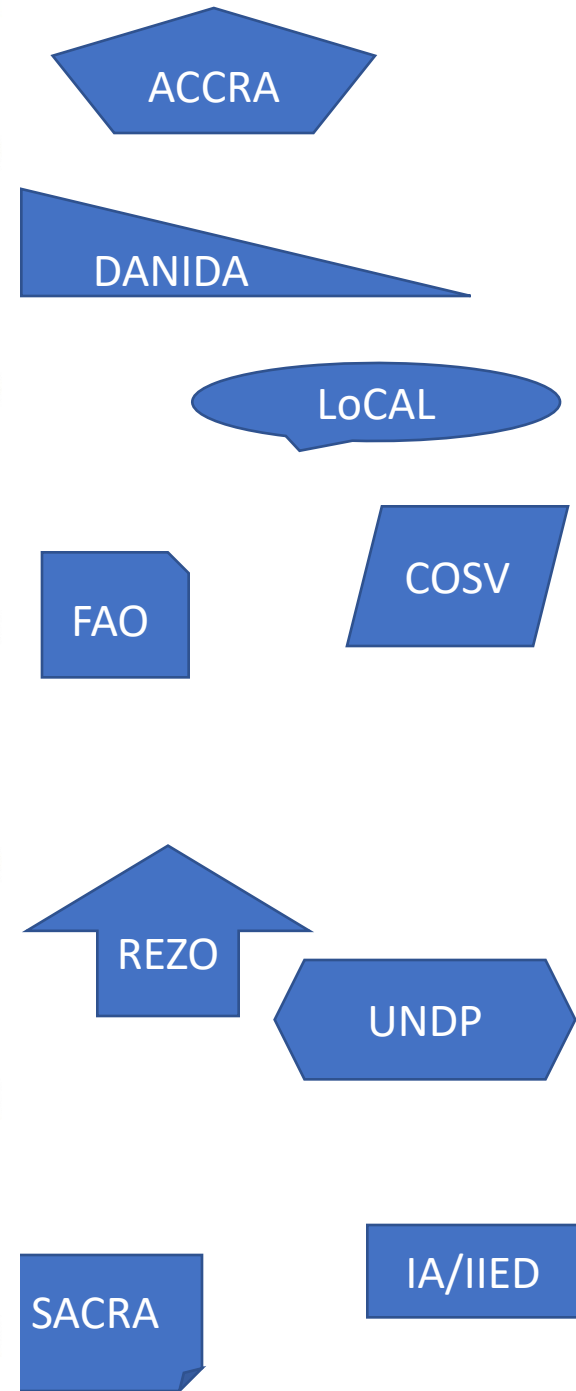 ACCRA
DANIDA
LoCAL
COSV
FAO
REZO
UNDP
IA/IIED
SACRA